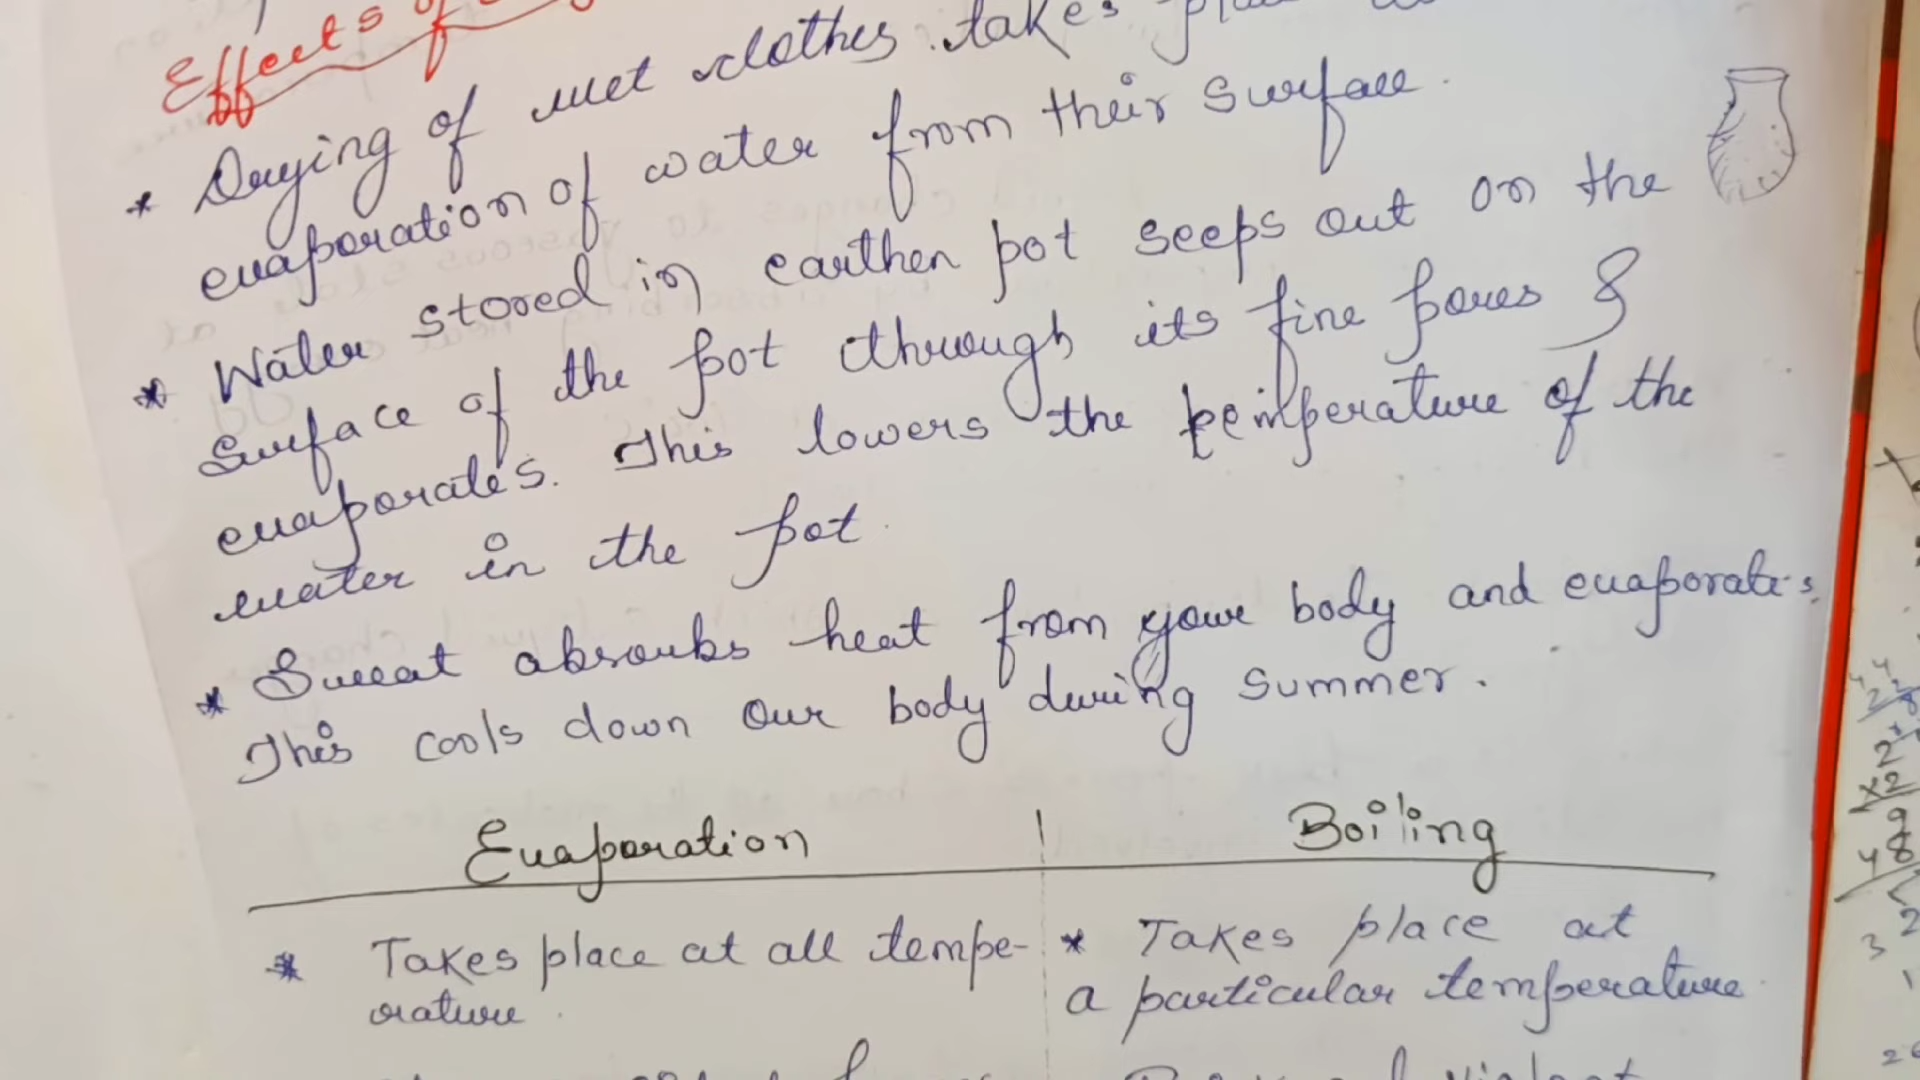 Effects of
* Drying of wet clothes takes
evaporation of water from their surface.
* Water stored in earthen pot seeps out on the
surface of the pot through its fine pores &
evaporates. This lowers the temperature of the
water in the pot
* Sweat absorbs heat from your body and evaporates.
This cools down our body during summer.
Evaporation | Boiling
* Takes place at all tempe- * Takes place at
rature. a particular temperature